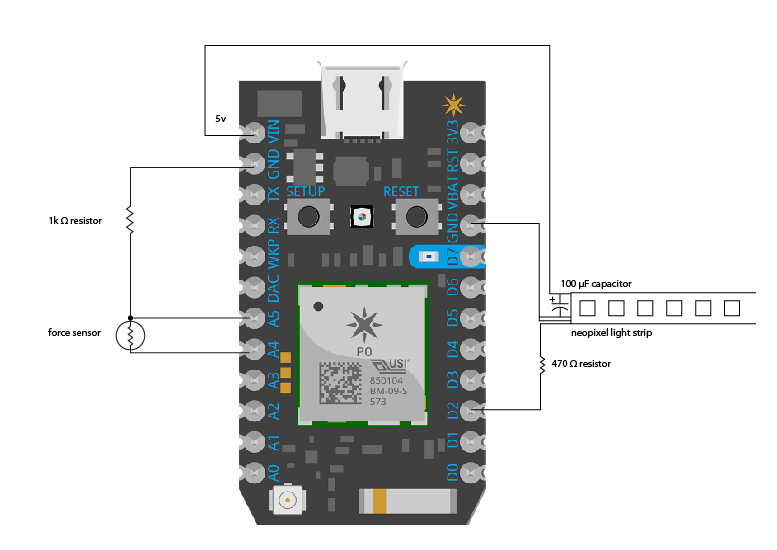 5v
VIN
GND
TX
RX
WKP
DAC
A5
A4
A3
A2
A1
A0
SETUP
RESET
3V3
RST
VBAT
GND
D7
D6
D5
D4
D3
D2
D1
D0
P0
USI
850104
BM-09-S
573
1k Ω resistor
force sensor
100 µF capacitor
+
neopixel light strip
470 Ω resistor